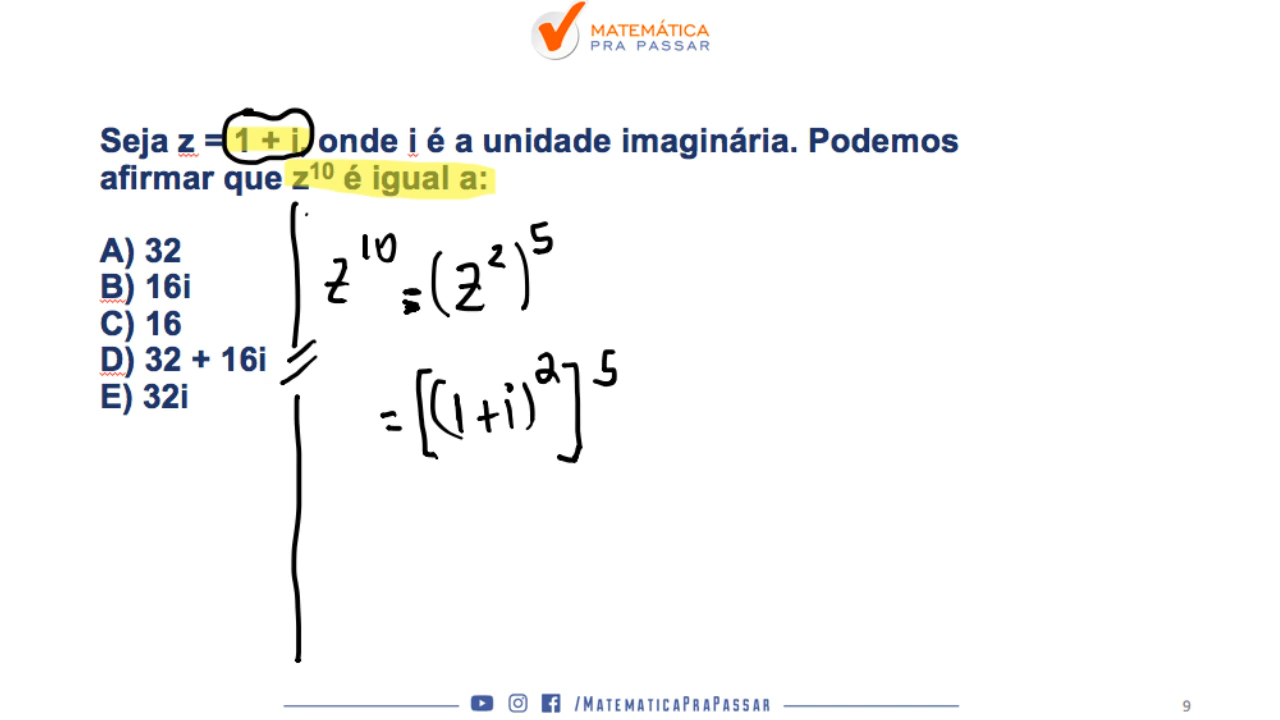 MATEMÁTICA
PRA PASSAR
Seja z = 1 + i, onde i é a unidade imaginária. Podemos
afirmar que z¹⁰ é igual a:
A) 32
B) 16i
C) 16
D) 32 + 16i
E) 32i
z¹⁰ = (z²)⁵
= [(1+i)²]⁵
/MatematicaPraPassar
9